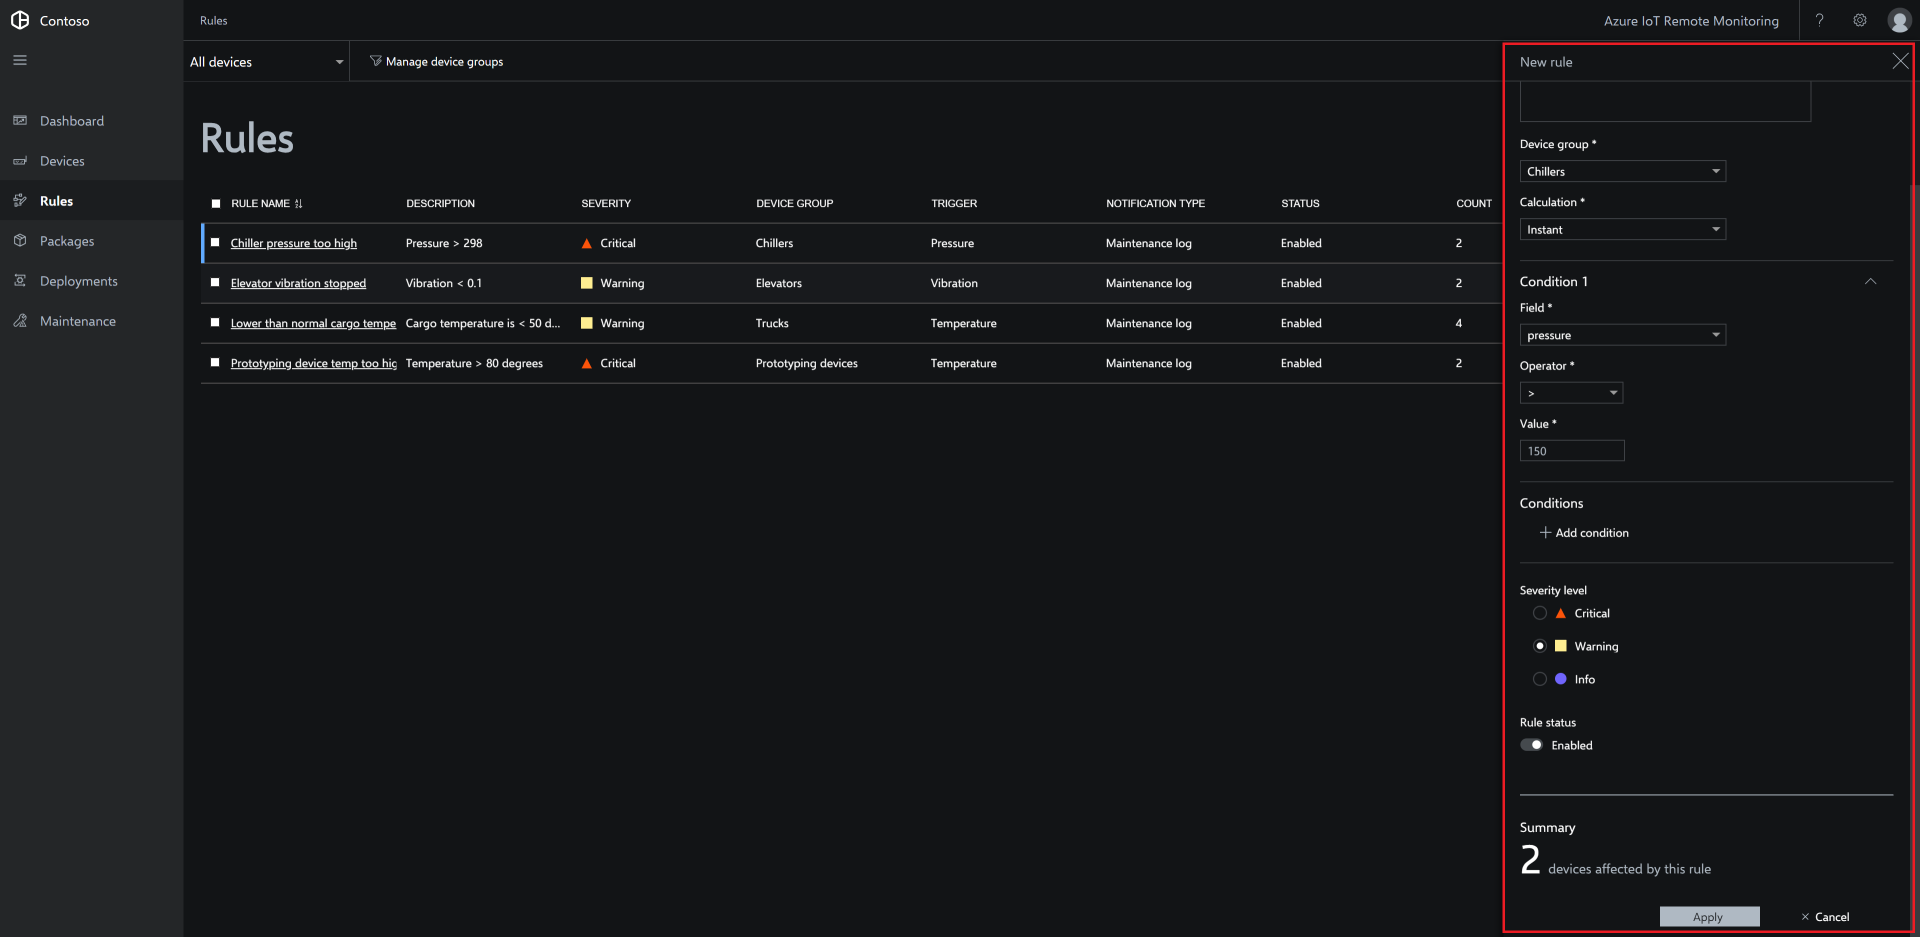 Contoso
Rules
Azure IoT Remote Monitoring
?
All devices
Manage device groups
Dashboard
Devices
Rules
Packages
Deployments
Maintenance
Rules
RULE NAME DESCRIPTION SEVERITY DEVICE GROUP TRIGGER NOTIFICATION TYPE STATUS COUNT
Chiller pressure too high Pressure > 298 Critical Chillers Pressure Maintenance log Enabled 2
Elevator vibration stopped Vibration < 0.1 Warning Elevators Vibration Maintenance log Enabled 2
Lower than normal cargo tempe Cargo temperature is < 50 d... Warning Trucks Temperature Maintenance log Enabled 4
Prototyping device temp too hig Temperature > 80 degrees Critical Prototyping devices Temperature Maintenance log Enabled 2
New rule
Device group *
Chillers
Calculation *
Instant
Condition 1
Field *
pressure
Operator *
>
Value *
150
Conditions
+ Add condition
Severity level
Critical
Warning
Info
Rule status
Enabled
Summary
2 devices affected by this rule
Apply
× Cancel